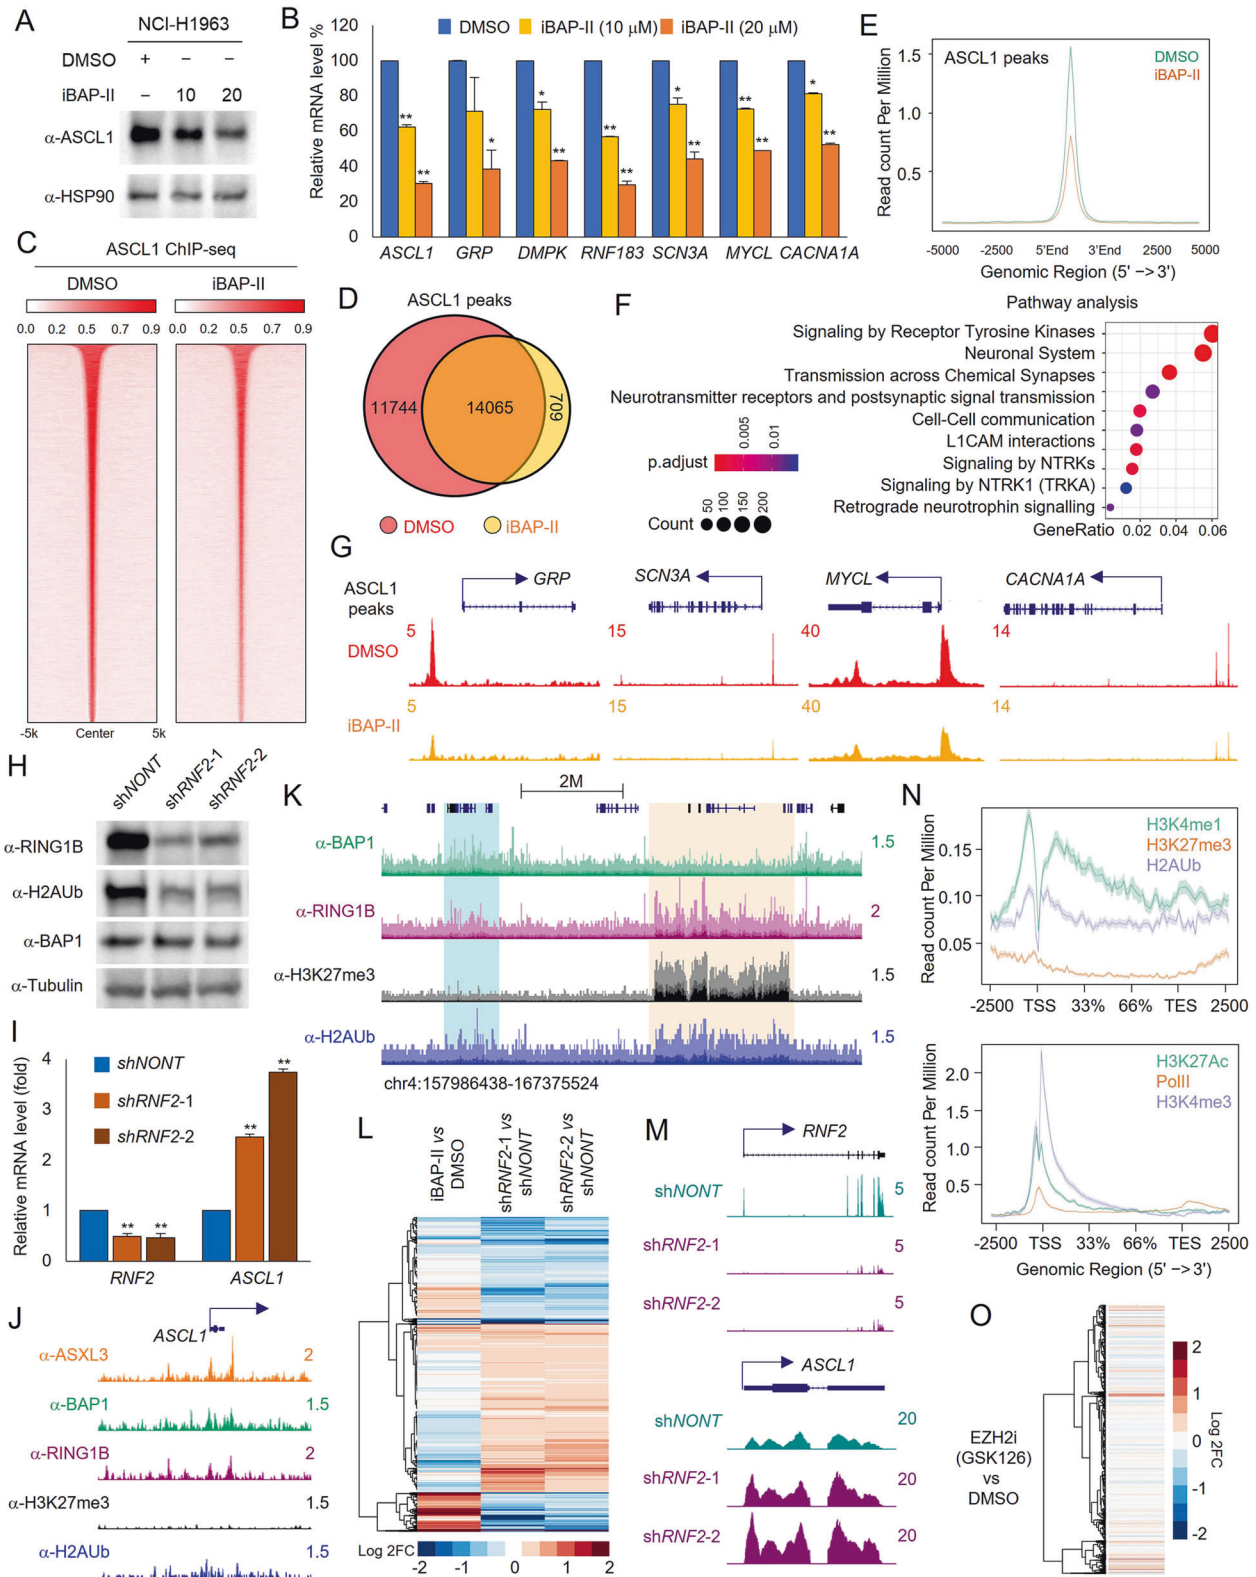 A
NCI-H1963
DMSO + – –
iBAP-II – 10 20
α-ASCL1
α-HSP90
B
DMSO iBAP-II (10 μM) iBAP-II (20 μM)
Relative mRNA level %
120
100
80
60
40
20
0
** **
*
* **
** **
* **
** **
* **
ASCL1 GRP DMPK RNF183 SCN3A MYCL CACNA1A
C
ASCL1 ChIP-seq
DMSO iBAP-II
0.0 0.2 0.5 0.7 0.9 0.0 0.2 0.5 0.7 0.9
-5k Center 5k
D
ASCL1 peaks
11744 14065 709
DMSO iBAP-II
E
ASCL1 peaks
DMSO
iBAP-II
Read count Per Million
1.5
1.0
0.5
-5000 -2500 5'End 3'End 2500 5000
Genomic Region (5' −> 3')
F
Pathway analysis
Signaling by Receptor Tyrosine Kinases
Neuronal System
Transmission across Chemical Synapses
Neurotransmitter receptors and postsynaptic signal transmission
Cell-Cell communication
L1CAM interactions
Signaling by NTRKs
Signaling by NTRK1 (TRKA)
Retrograde neurotrophin signalling
GeneRatio 0.02 0.04 0.06
0.005 0.01
p.adjust
50 100 150 200
Count
G
ASCL1
peaks
GRP SCN3A MYCL CACNA1A
DMSO
5 15 40 14
iBAP-II
5 15 40 14
H
shNONT shRNF2-1 shRNF2-2
α-RING1B
α-H2AUb
α-BAP1
α-Tubulin
I
Relative mRNA level (fold)
4
3
2
1
0
shNONT
shRNF2-1
shRNF2-2
** ** ** **
RNF2 ASCL1
J
ASCL1
α-ASXL3 2
α-BAP1 1.5
α-RING1B 2
α-H3K27me3 1.5
α-H2AUb 1.5
K
2M
α-BAP1 1.5
α-RING1B 2
α-H3K27me3 1.5
α-H2AUb 1.5
chr4:157986438-167375524
L
iBAP-II vs
DMSO
shRNF2-1 vs
shNONT
shRNF2-2 vs
shNONT
Log 2FC
-2 -1 0 1 2
M
RNF2
shNONT 5
shRNF2-1 5
shRNF2-2 5
ASCL1
shNONT 20
shRNF2-1 20
shRNF2-2 20
N
Read count Per Million
H3K4me1
H3K27me3
H2AUb
0.15
0.10
0.05
-2500 TSS 33% 66% TES 2500
Read count Per Million
H3K27Ac
PolII
H3K4me3
2.0
1.5
1.0
0.5
-2500 TSS 33% 66% TES 2500
Genomic Region (5' −> 3')
O
EZH2i
(GSK126)
vs
DMSO
2
1
0
-1
-2
Log 2FC